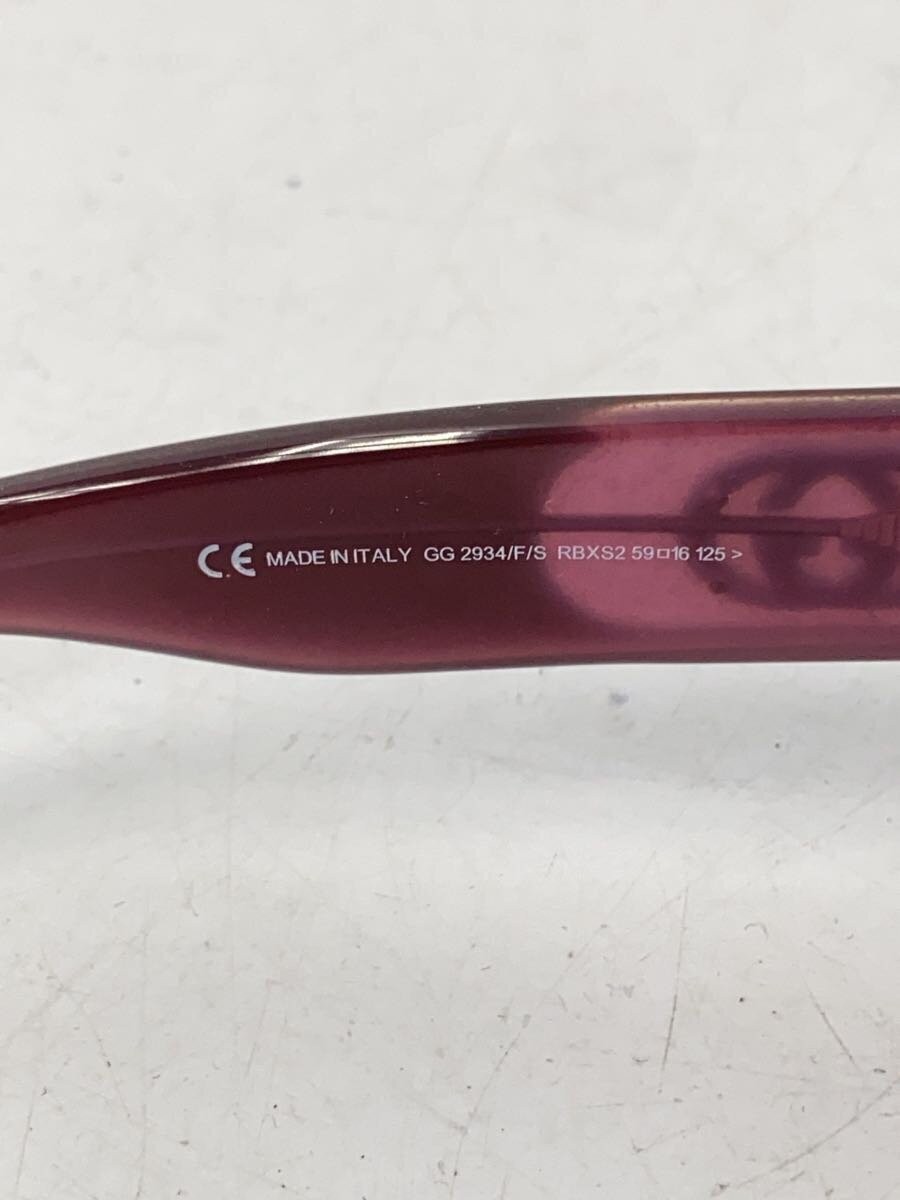 CE MADE IN ITALY GG 2934/F/S RBXS2 59□16 125 >